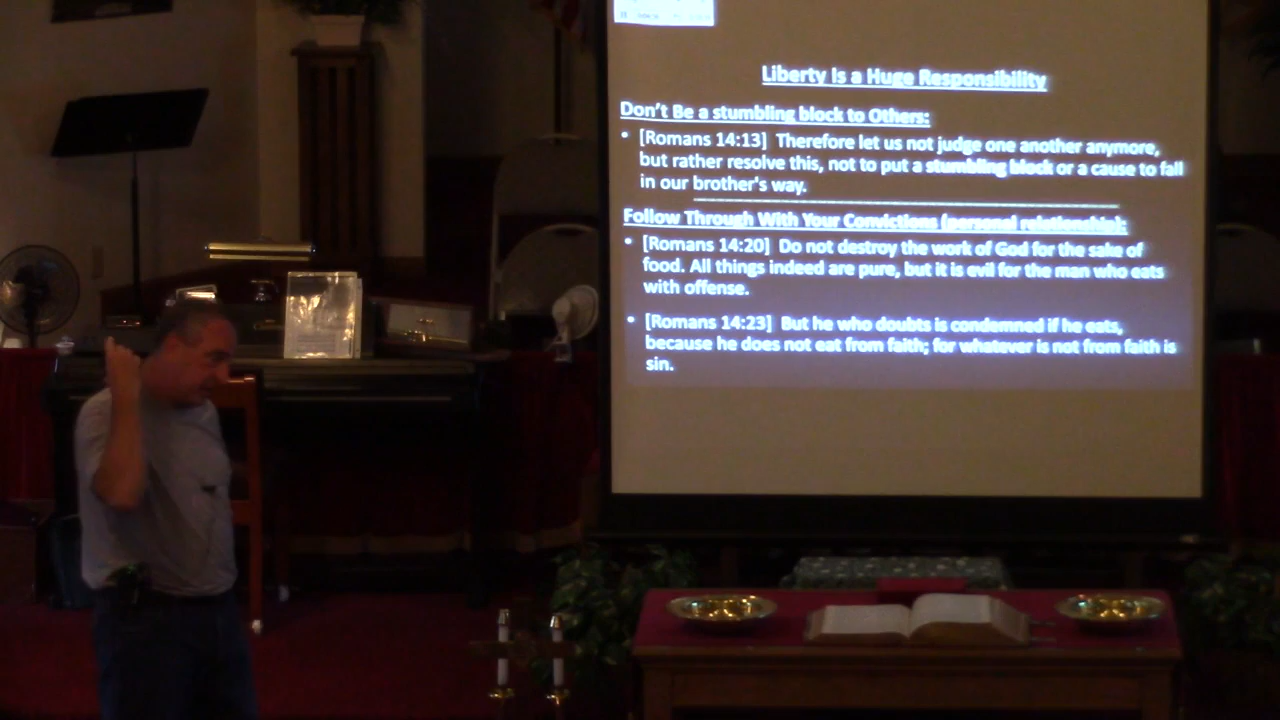 Liberty Is a Huge Responsibility
Don't Be a stumbling block to Others:
• [Romans 14:13] Therefore let us not judge one another anymore,
but rather resolve this, not to put a stumbling block or a cause to fall
in our brother's way.
Follow Through With Your Convictions (personal relationship):
• [Romans 14:20] Do not destroy the work of God for the sake of
food. All things indeed are pure, but it is evil for the man who eats
with offense.
• [Romans 14:23] But he who doubts is condemned if he eats,
because he does not eat from faith; for whatever is not from faith is
sin.